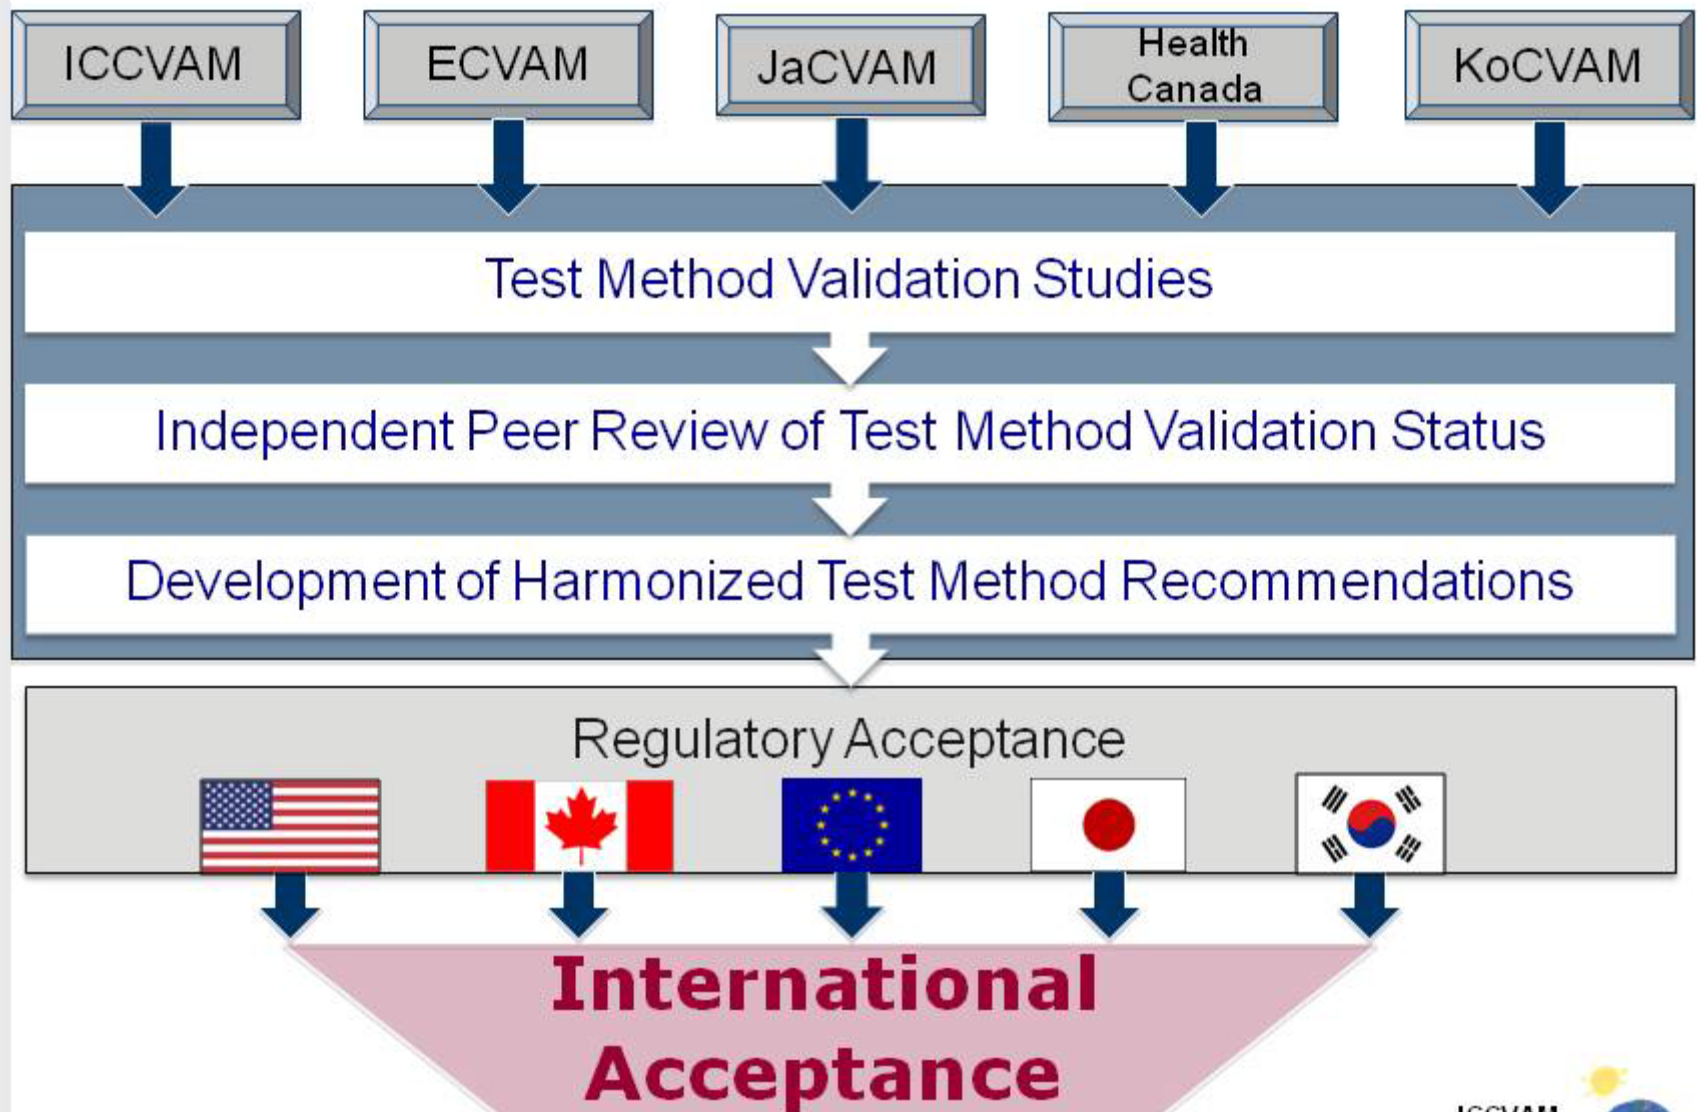 ICCVAM
ECVAM
JaCVAM
Health
Canada
KoCVAM
Test Method Validation Studies
Independent Peer Review of Test Method Validation Status
Development of Harmonized Test Method Recommendations
Regulatory Acceptance
International
Acceptance
ICCVAM